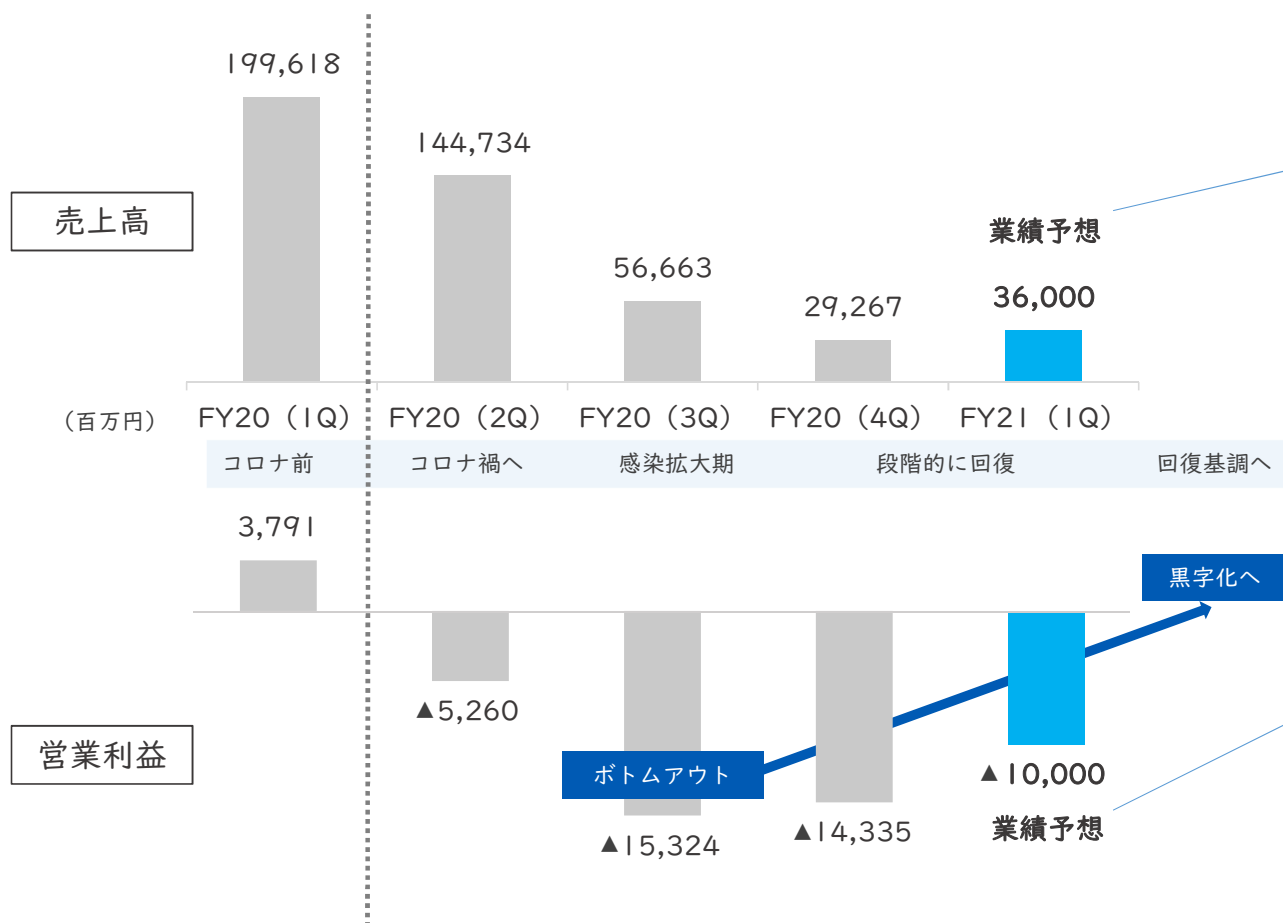 199,618
144,734
売上高
業績予想
56,663
29,267
36,000
(百万円)
FY20 (1Q)
FY20 (2Q)
FY20 (3Q)
FY20 (4Q)
FY21 (1Q)
コロナ前
コロナ禍へ
感染拡大期
段階的に回復
回復基調へ
3,791
黒字化へ
▲5,260
営業利益
ボトムアウト
▲10,000
▲15,324
▲14,335
業績予想